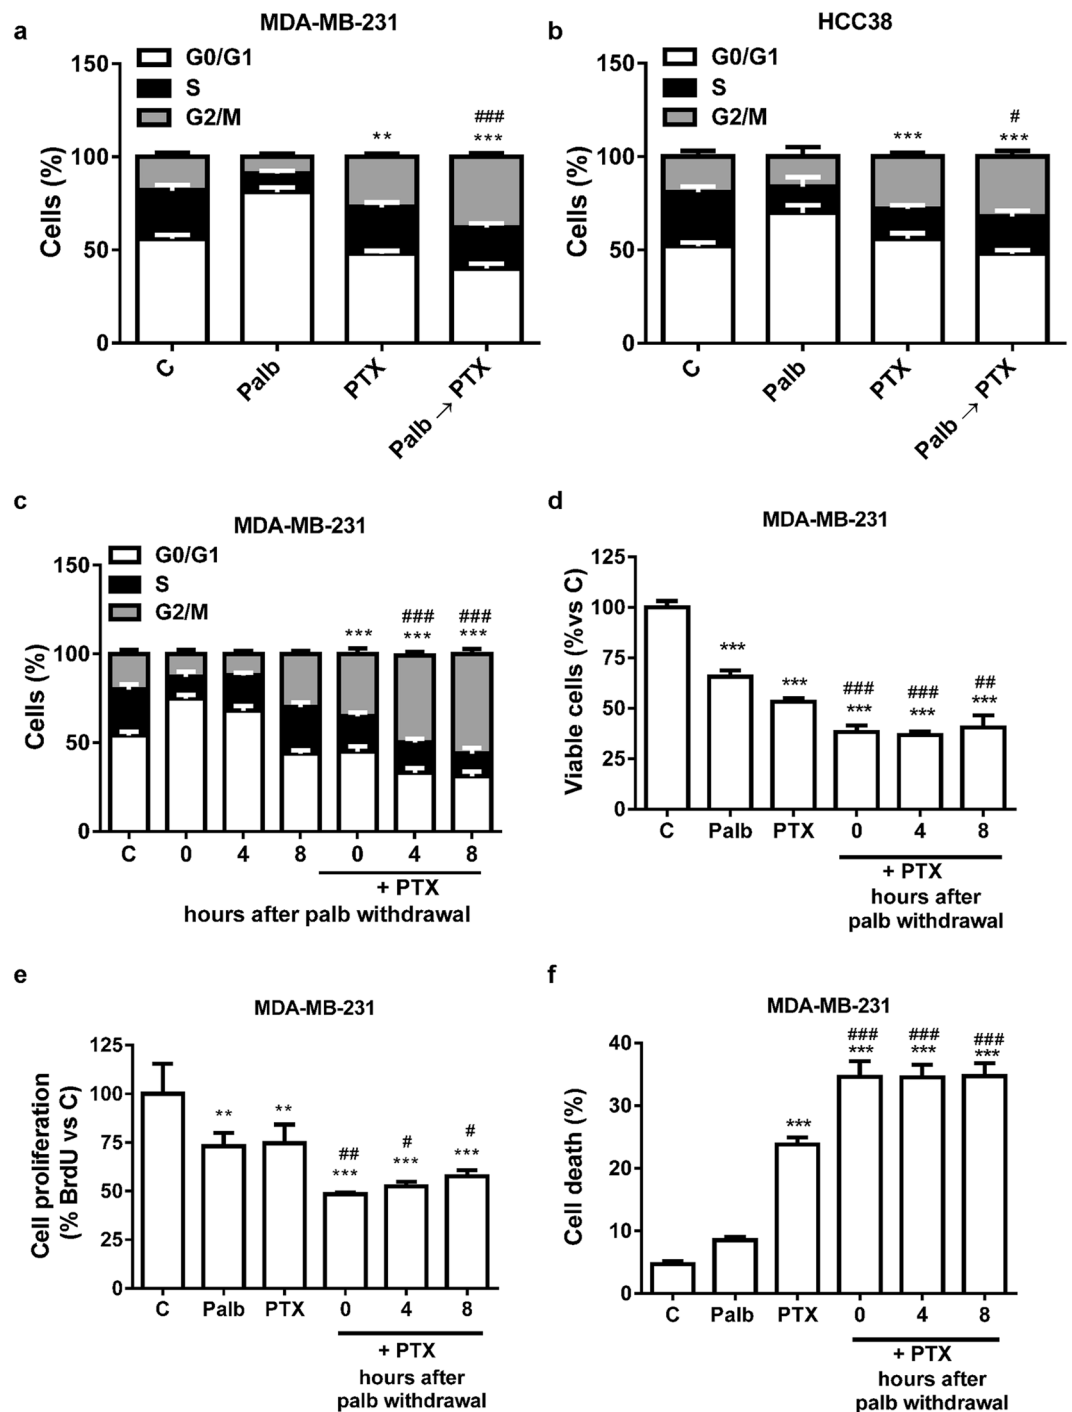 a
MDA-MB-231
G0/G1
S
G2/M
Cells (%)
150
100
50
0
**
###
***
C
Palb
PTX
Palb → PTX
b
HCC38
G0/G1
S
G2/M
Cells (%)
150
100
50
0
***
#
***
C
Palb
PTX
Palb → PTX
c
MDA-MB-231
G0/G1
S
G2/M
Cells (%)
150
100
50
0
***
###
***
###
***
C 0 4 8 0 4 8
+ PTX
hours after palb withdrawal
d
MDA-MB-231
Viable cells (%vs C)
125
100
75
50
25
0
***
***
###
***
###
***
##
***
C Palb PTX 0 4 8
+ PTX
hours after
palb withdrawal
e
MDA-MB-231
Cell proliferation
(% BrdU vs C)
125
100
75
50
25
0
**
**
##
***
#
***
#
***
C Palb PTX 0 4 8
+ PTX
hours after
palb withdrawal
f
MDA-MB-231
Cell death (%)
40
30
20
10
0
***
###
***
###
***
###
***
C Palb PTX 0 4 8
+ PTX
hours after
palb withdrawal